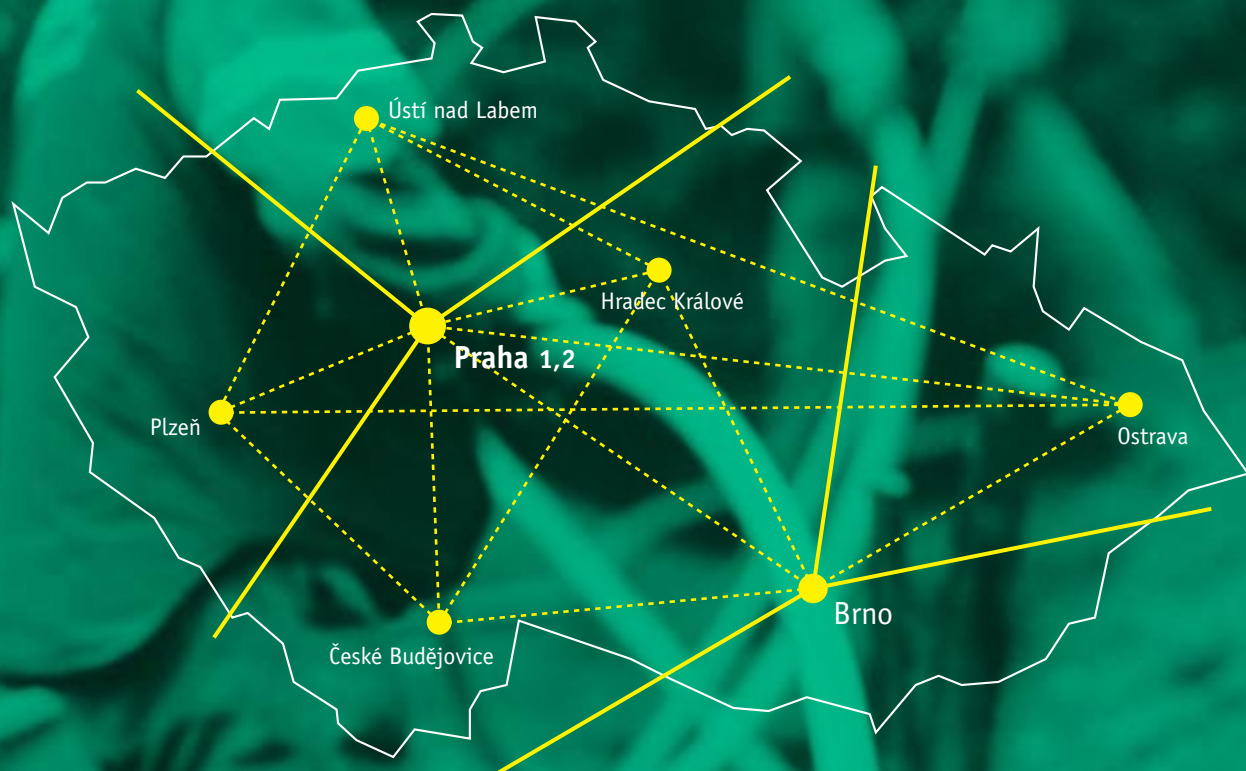 Ústí nad Labem
Hradec Králové
Praha 1,2
Plzeň
Ostrava
Brno
České Budějovice